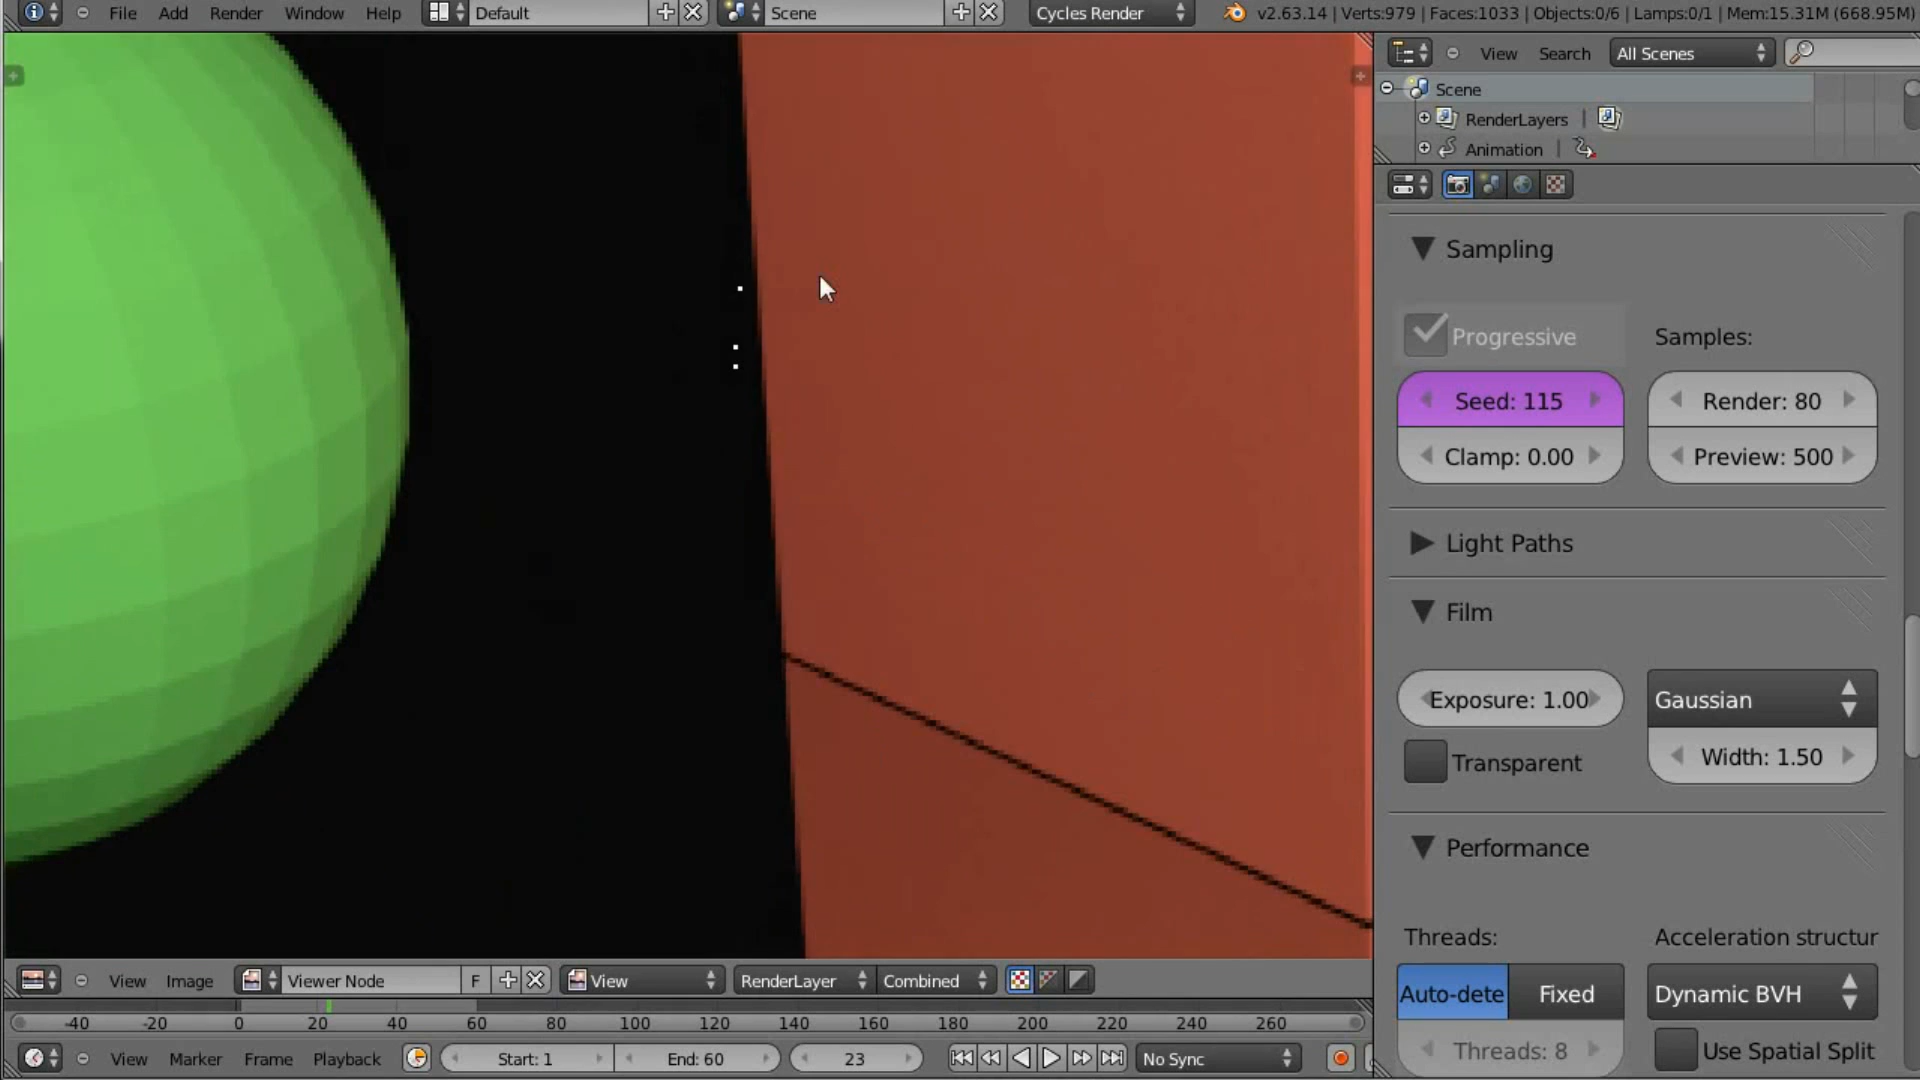 File Add Render Window Help Default Scene Cycles Render v2.63.14 | Verts:979 | Faces:1033 | Objects:0/6 | Lamps:0/1 | Mem:15.31M (668.95M)
View Search All Scenes
Scene
RenderLayers |
Animation |
Sampling
Progressive Samples:
Seed: 115 Render: 80
Clamp: 0.00 Preview: 500
Light Paths
Film
Exposure: 1.00 Gaussian
Transparent Width: 1.50
Performance
Threads: Acceleration structur
Auto-dete Fixed Dynamic BVH
Threads: 8 Use Spatial Split
View Image Viewer Node F View RenderLayer Combined
-40 -20 0 20 40 60 80 100 120 140 160 180 200 220 240 260
View Marker Frame Playback Start: 1 End: 60 23 No Sync